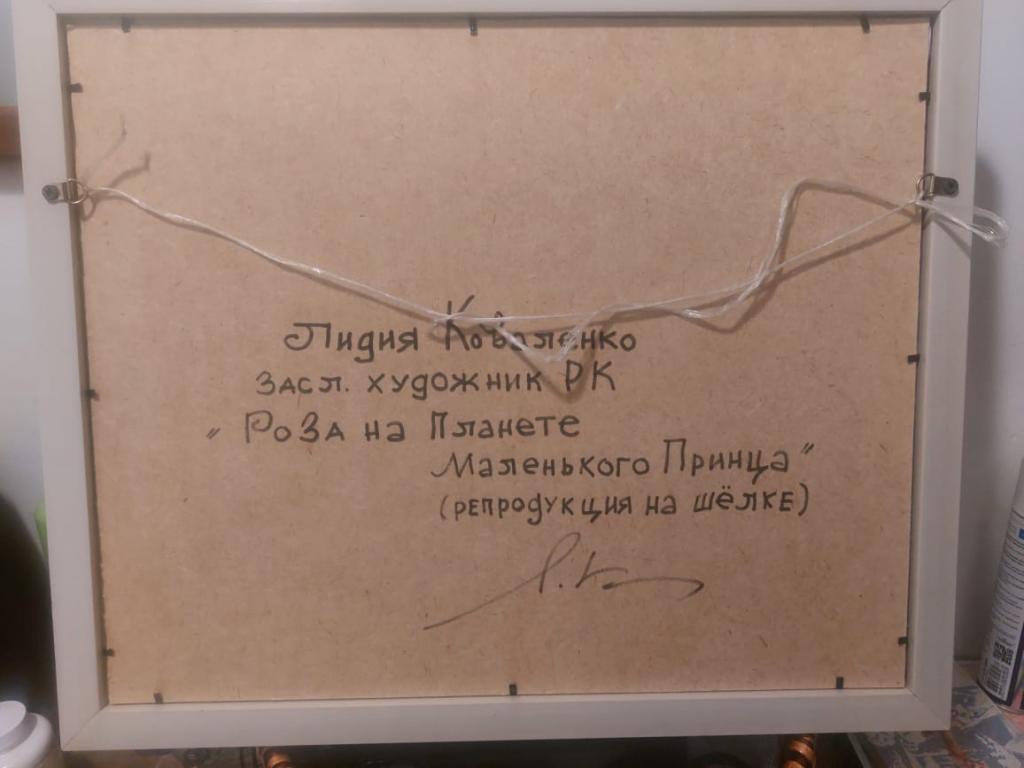 Лидия Коваленко
засл. художник РК
"Роза на Планете
Маленького Принца"
(репродукция на шёлке)